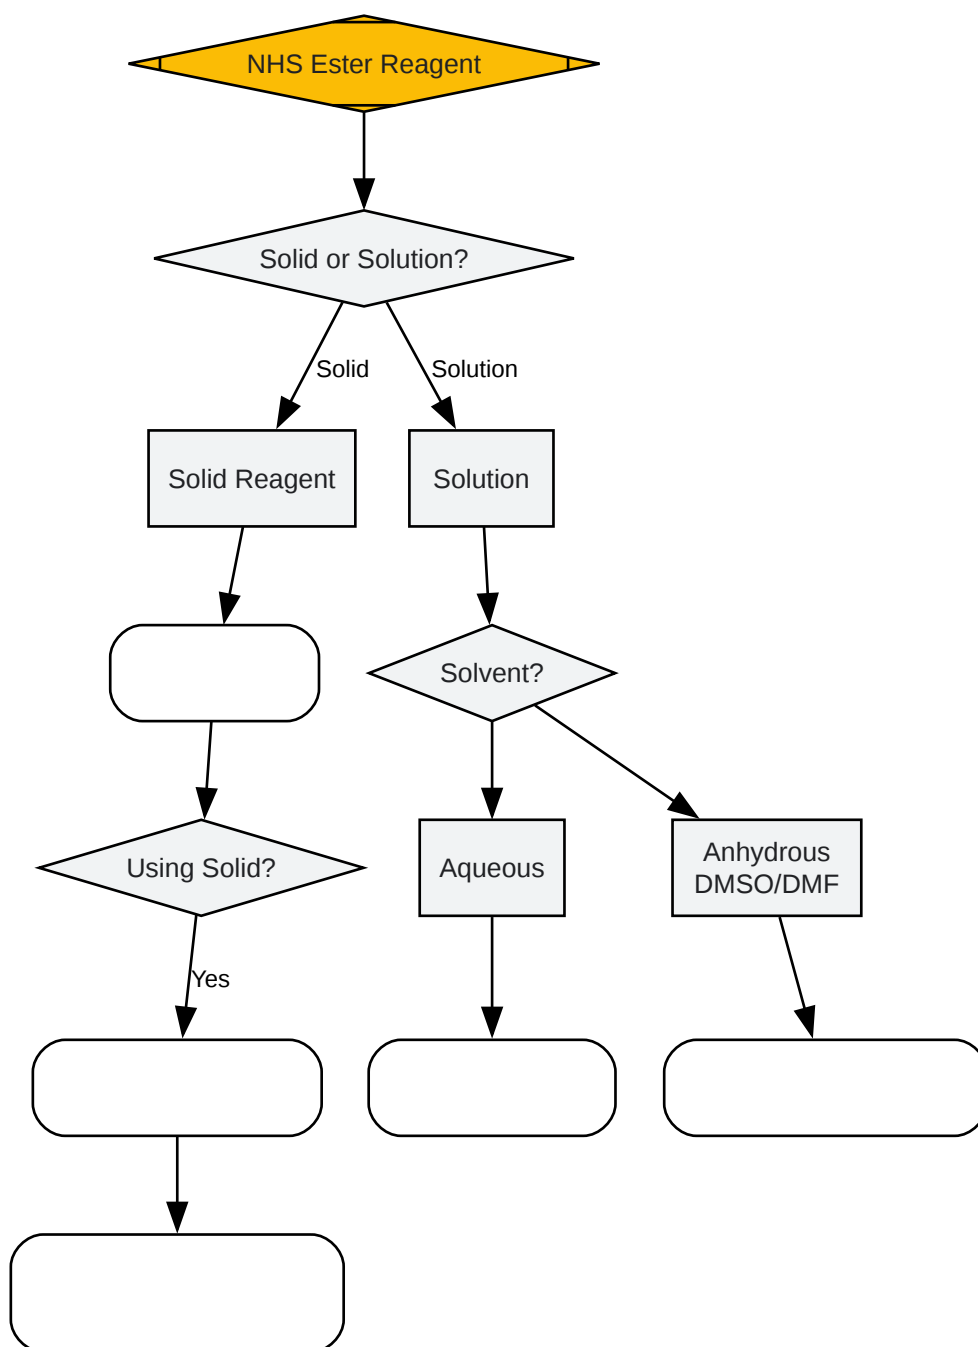 NHS Ester Reagent
Solid or Solution?
Solid
Solution
Solid Reagent
Solution
Solvent?
Using Solid?
Aqueous
Anhydrous
DMSO/DMF
Yes